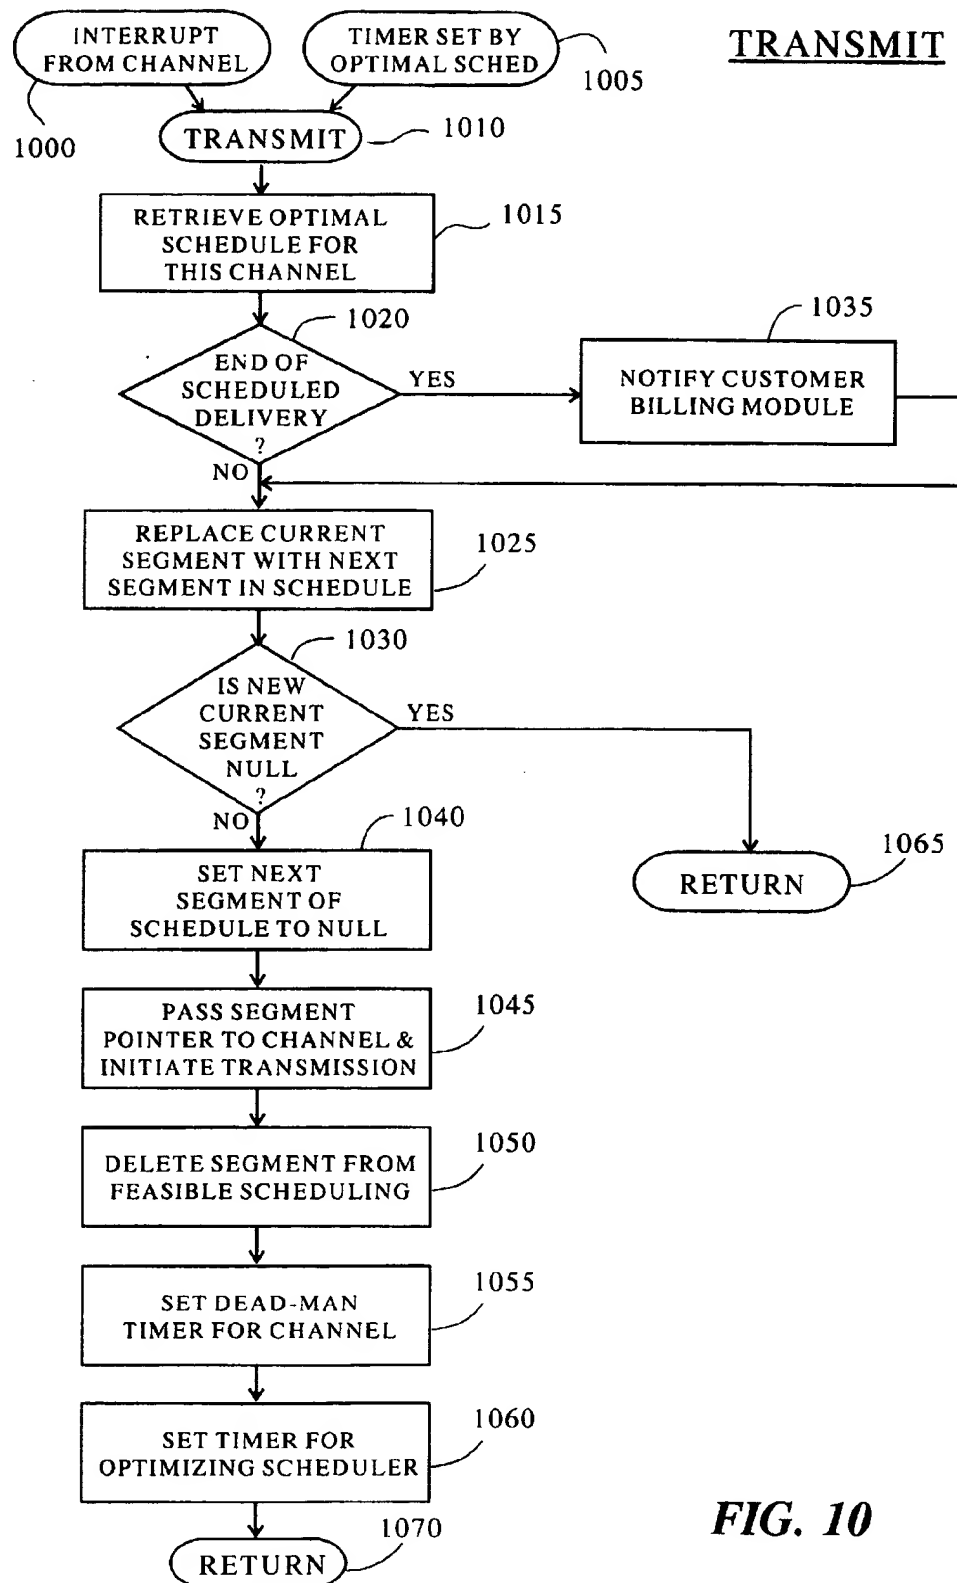 INTERRUPT
FROM CHANNEL
TIMER SET BY
OPTIMAL SCHED
TRANSMIT
1005
1000
TRANSMIT
1010
RETRIEVE OPTIMAL
SCHEDULE FOR
THIS CHANNEL
1015
1020
END OF
SCHEDULED
DELIVERY
?
YES
NO
1035
NOTIFY CUSTOMER
BILLING MODULE
REPLACE CURRENT
SEGMENT WITH NEXT
SEGMENT IN SCHEDULE
1025
1030
IS NEW
CURRENT
SEGMENT
NULL
?
YES
NO
1040
SET NEXT
SEGMENT OF
SCHEDULE TO NULL
RETURN
1065
PASS SEGMENT
POINTER TO CHANNEL &
INITIATE TRANSMISSION
1045
DELETE SEGMENT FROM
FEASIBLE SCHEDULING
1050
SET DEAD-MAN
TIMER FOR CHANNEL
1055
SET TIMER FOR
OPTIMIZING SCHEDULER
1060
RETURN
1070
FIG. 10